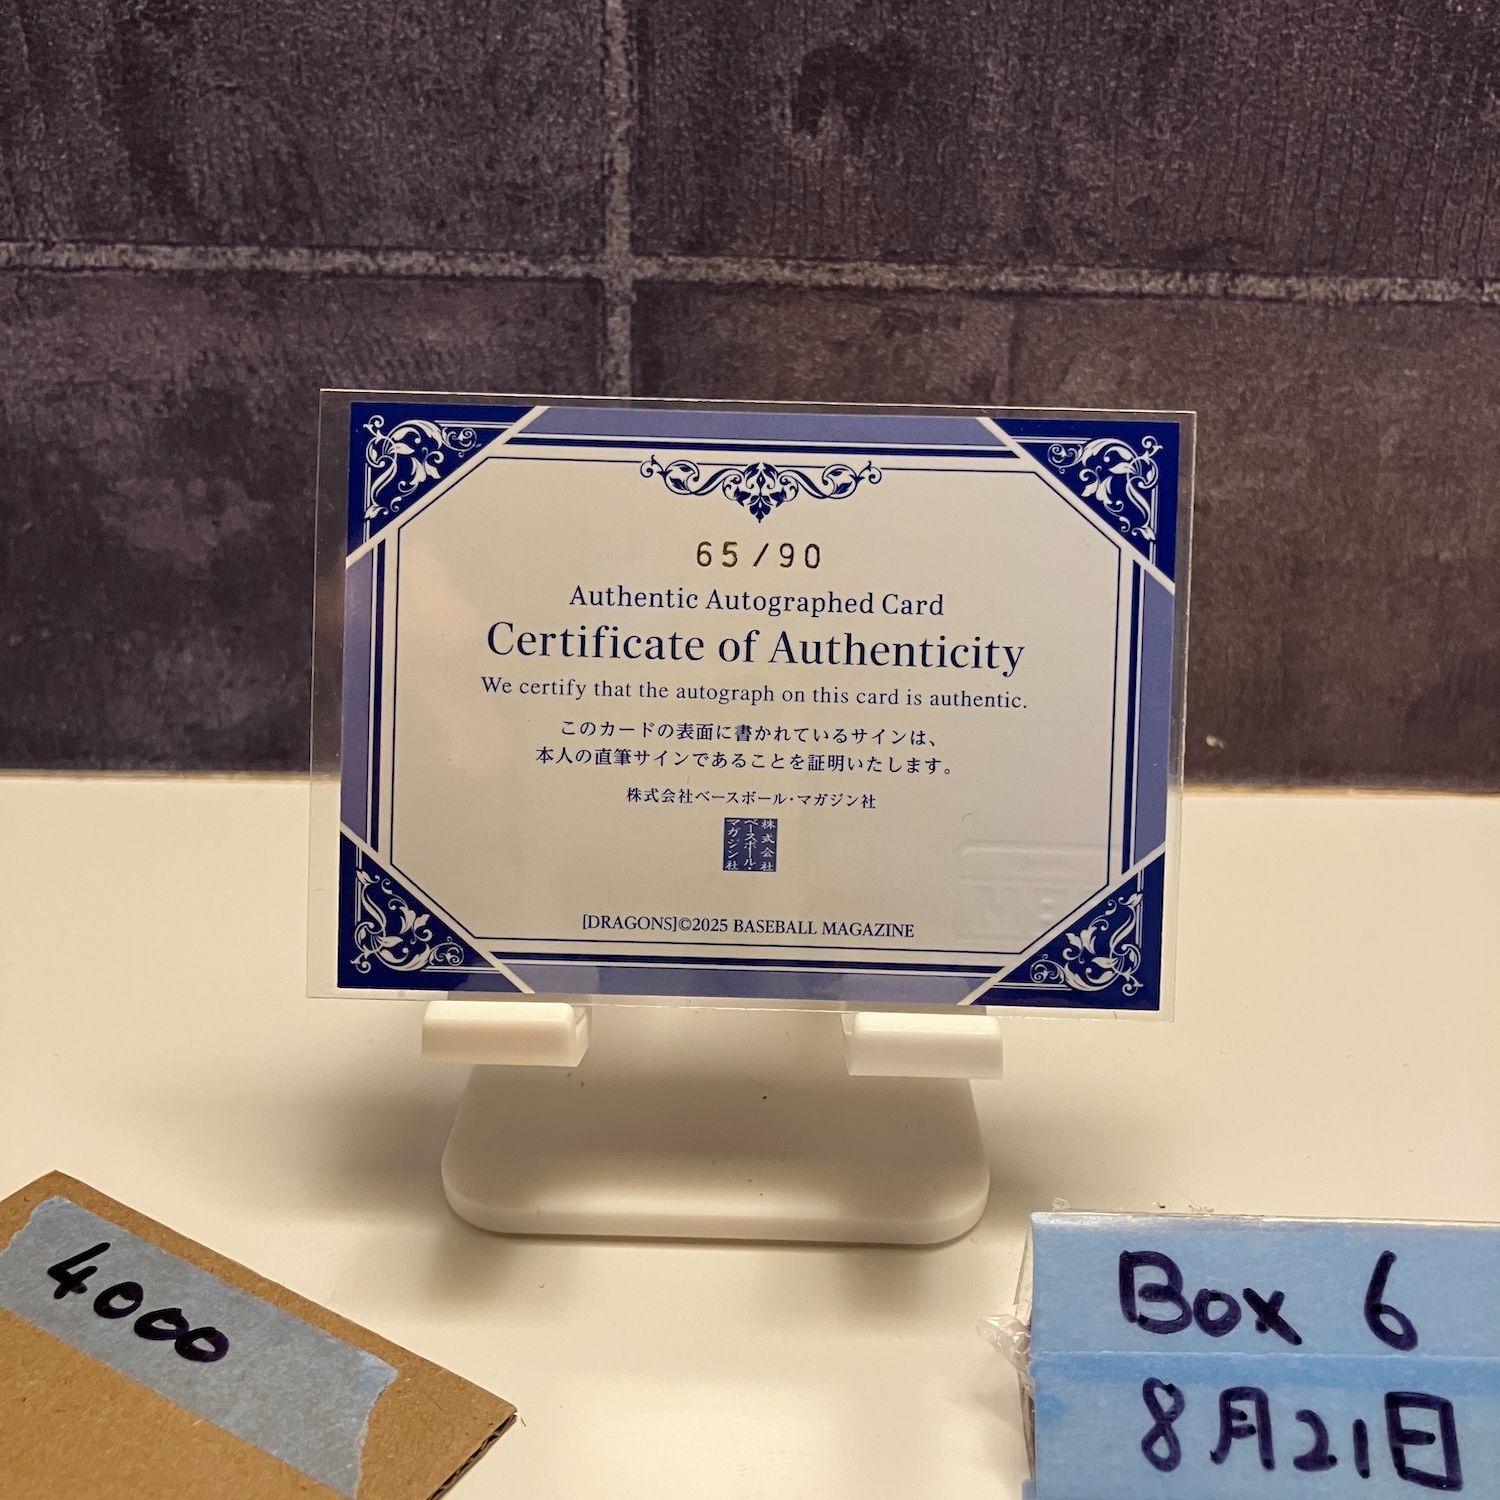 65/90
Authentic Autographed Card
Certificate of Authenticity
We certify that the autograph on this card is authentic.
このカードの表面に書かれているサインは、
本人の直筆サインであることを証明いたします。
株式会社ベースボール・マガジン社
株式会社
ベースボール・
マガジン社
[DRAGONS]©2025 BASEBALL MAGAZINE
4000
Box 6
8月21日